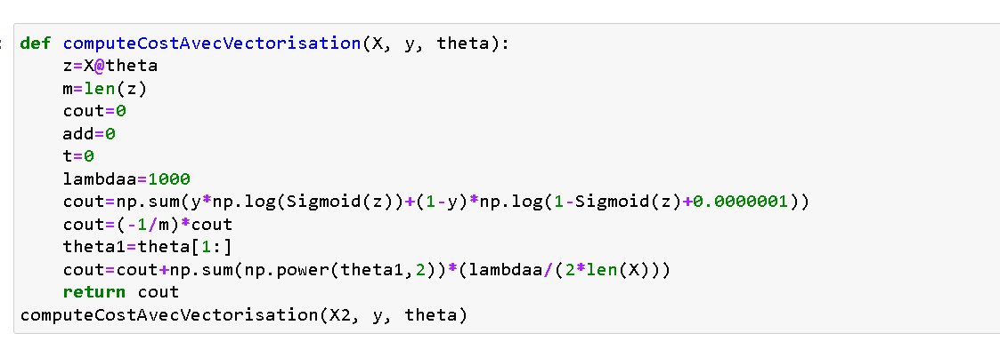 def computeCostAvecVectorisation(X, y, theta):
    z=X@theta
    m=len(z)
    cout=0
    add=0
    t=0
    lambdaa=1000
    cout=np.sum(y*np.log(Sigmoid(z))+(1-y)*np.log(1-Sigmoid(z)+0.0000001))
    cout=(-1/m)*cout
    theta1=theta[1:]
    cout=cout+np.sum(np.power(theta1,2))*(lambdaa/(2*len(X)))
    return cout
computeCostAvecVectorisation(X2, y, theta)